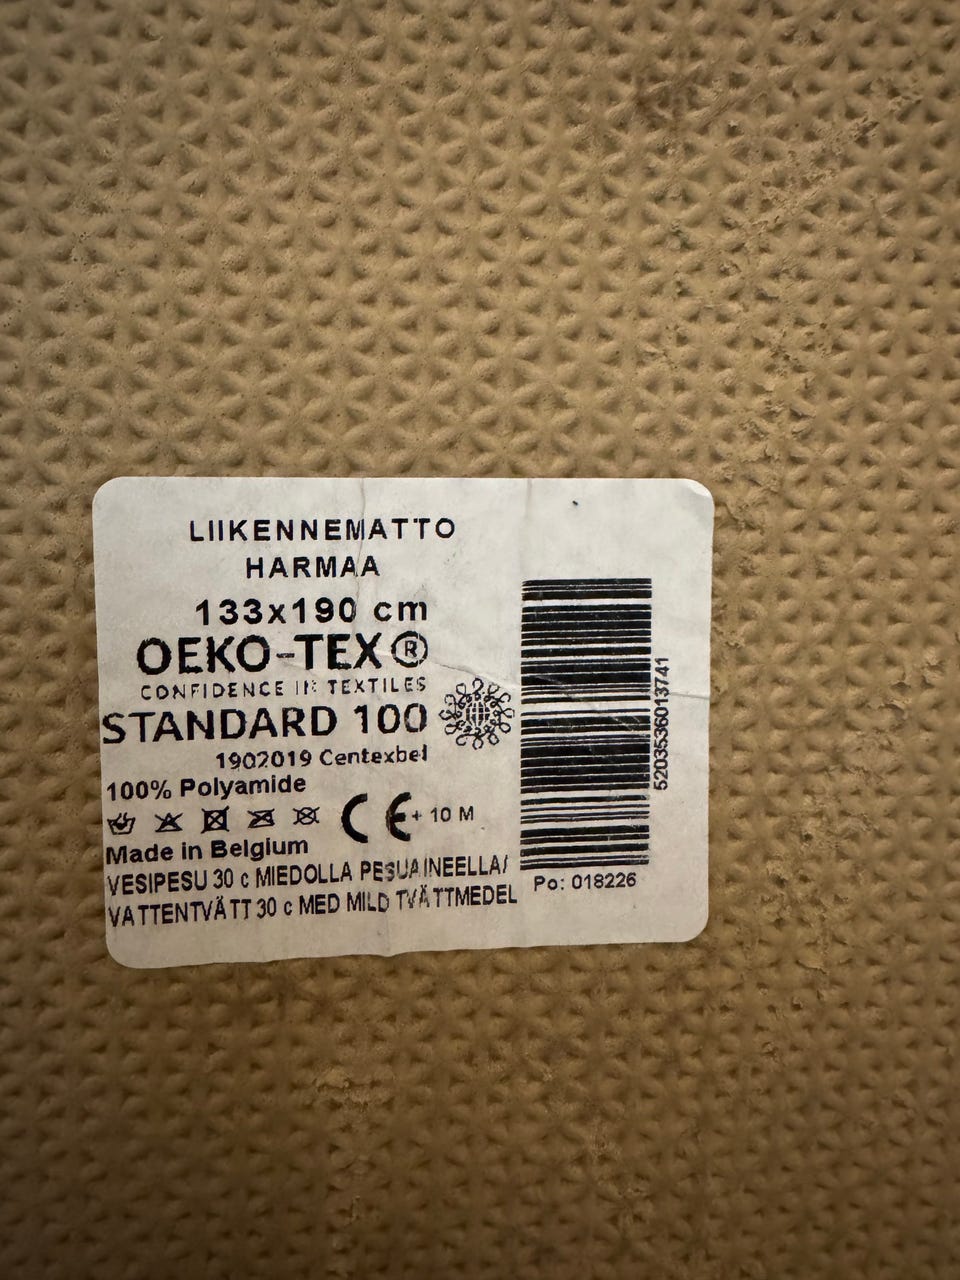 LIIKENNEMATTO
HARMAA
133x190 cm
OEKO-TEX®
CONFIDENCE IN TEXTILES
STANDARD 100
1902019 Centexbel
100% Polyamide
CE + 10 M
Made in Belgium
VESIPESU 30 c MIEDOLLA PESUAINEELLA/
VATTENTVÄTT 30 c MED MILD TVÄTTMEDEL
5203536013741
Po: 018226